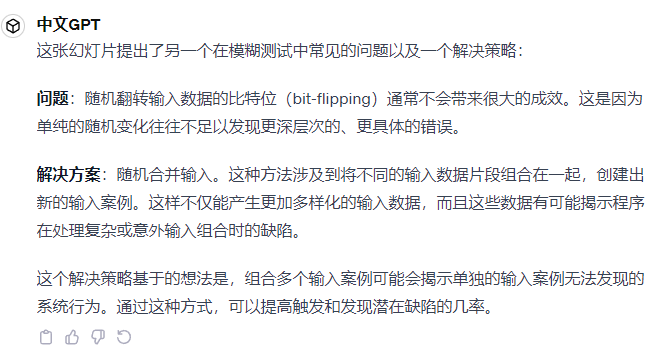 中文GPT
这张幻灯片提出了另一个在模糊测试中常见的问题以及一个解决策略：
问题：随机翻转输入数据的比特位（bit-flipping）通常不会带来很大的成效。这是因为
单纯的随机变化往往不足以发现更深层次的、更具体的错误。
解决方案：随机合并输入。这种方法涉及到将不同的输入数据片段组合在一起，创建出
新的输入案例。这样不仅能产生更加多样化的输入数据，而且这些数据有可能揭示程序
在处理复杂或意外输入组合时的缺陷。
这个解决策略基于的想法是，组合多个输入案例可能会揭示单独的输入案例无法发现的
系统行为。通过这种方式，可以提高触发和发现潜在缺陷的几率。